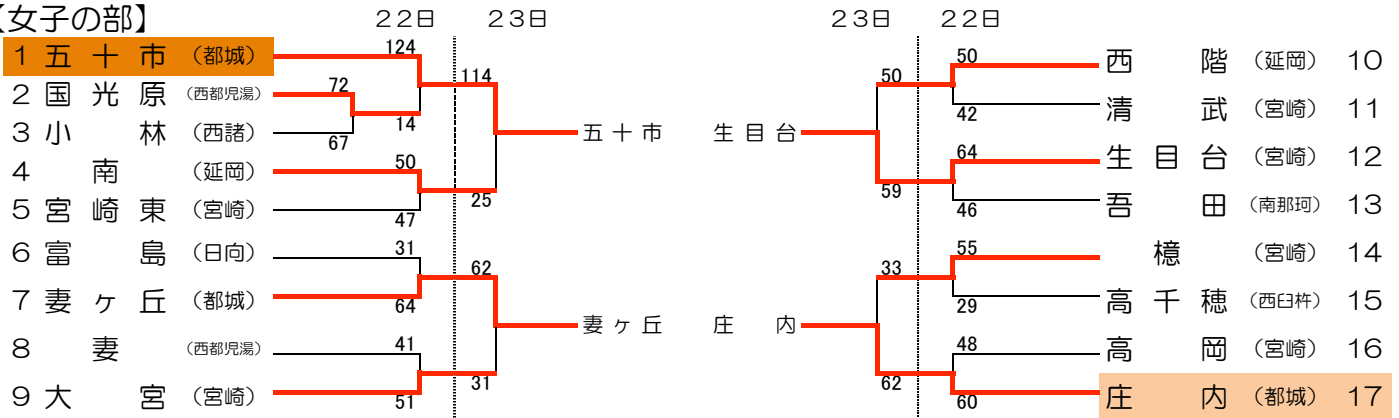 【女子の部】
22日 23日 23日 22日
1 五十市 (都城) 124
2 国光原 (西都児湯) 72
3 小林 (西諸) 67
14
114
4 南 (延岡) 50
5 宮崎東 (宮崎) 47
25
五十市
6 富島 (日向) 31
7 妻ヶ丘 (都城) 64
62
8 妻 (西都児湯) 41
9 大宮 (宮崎) 51
31
妻ヶ丘
50 西階 (延岡) 10
42 清武 (宮崎) 11
50
64 生目台 (宮崎) 12
46 吾田 (南那珂) 13
59
生目台
55 檍 (宮崎) 14
29 高千穂 (西臼杵) 15
33
48 高岡 (宮崎) 16
60 庄内 (都城) 17
62
庄内